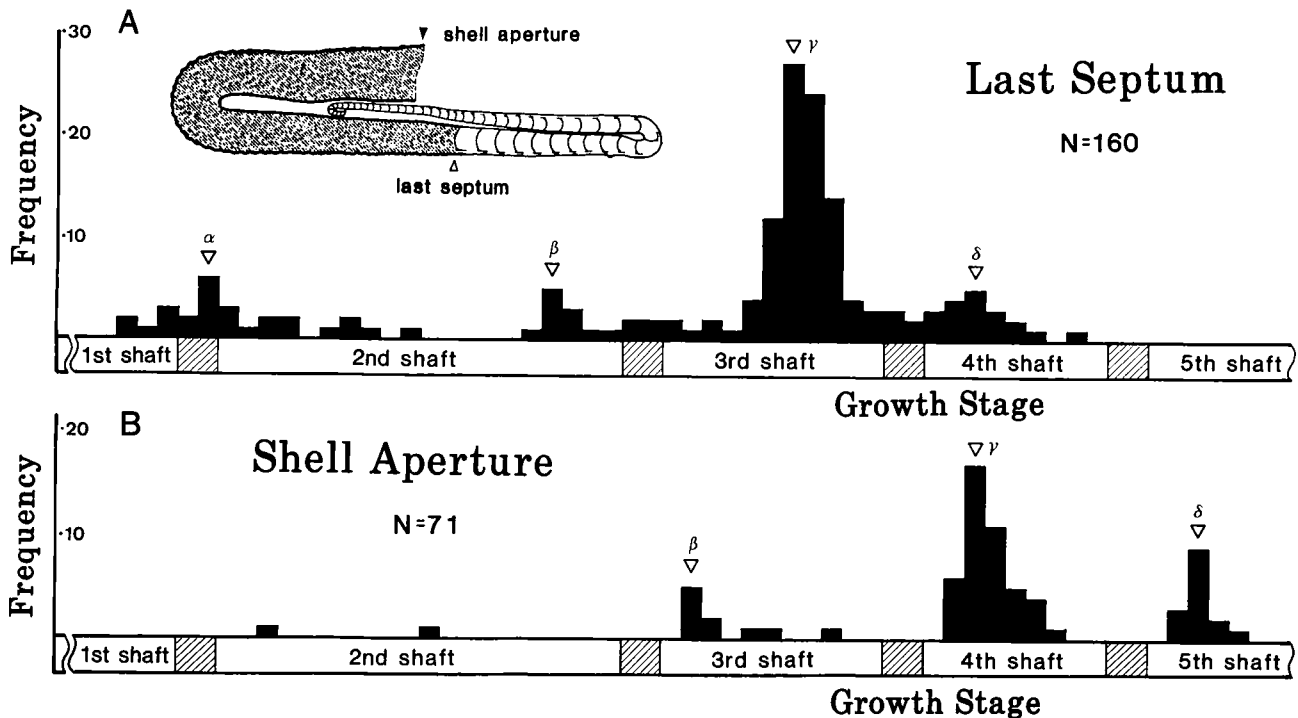 A
·30
shell aperture
Last Septum
N=160
Frequency
·20
·10
last septum
α
β
γ
δ
1st shaft
2nd shaft
3rd shaft
4th shaft
5th shaft
Growth Stage
B
·20
Shell Aperture
N=71
Frequency
·10
β
γ
δ
1st shaft
2nd shaft
3rd shaft
4th shaft
5th shaft
Growth Stage